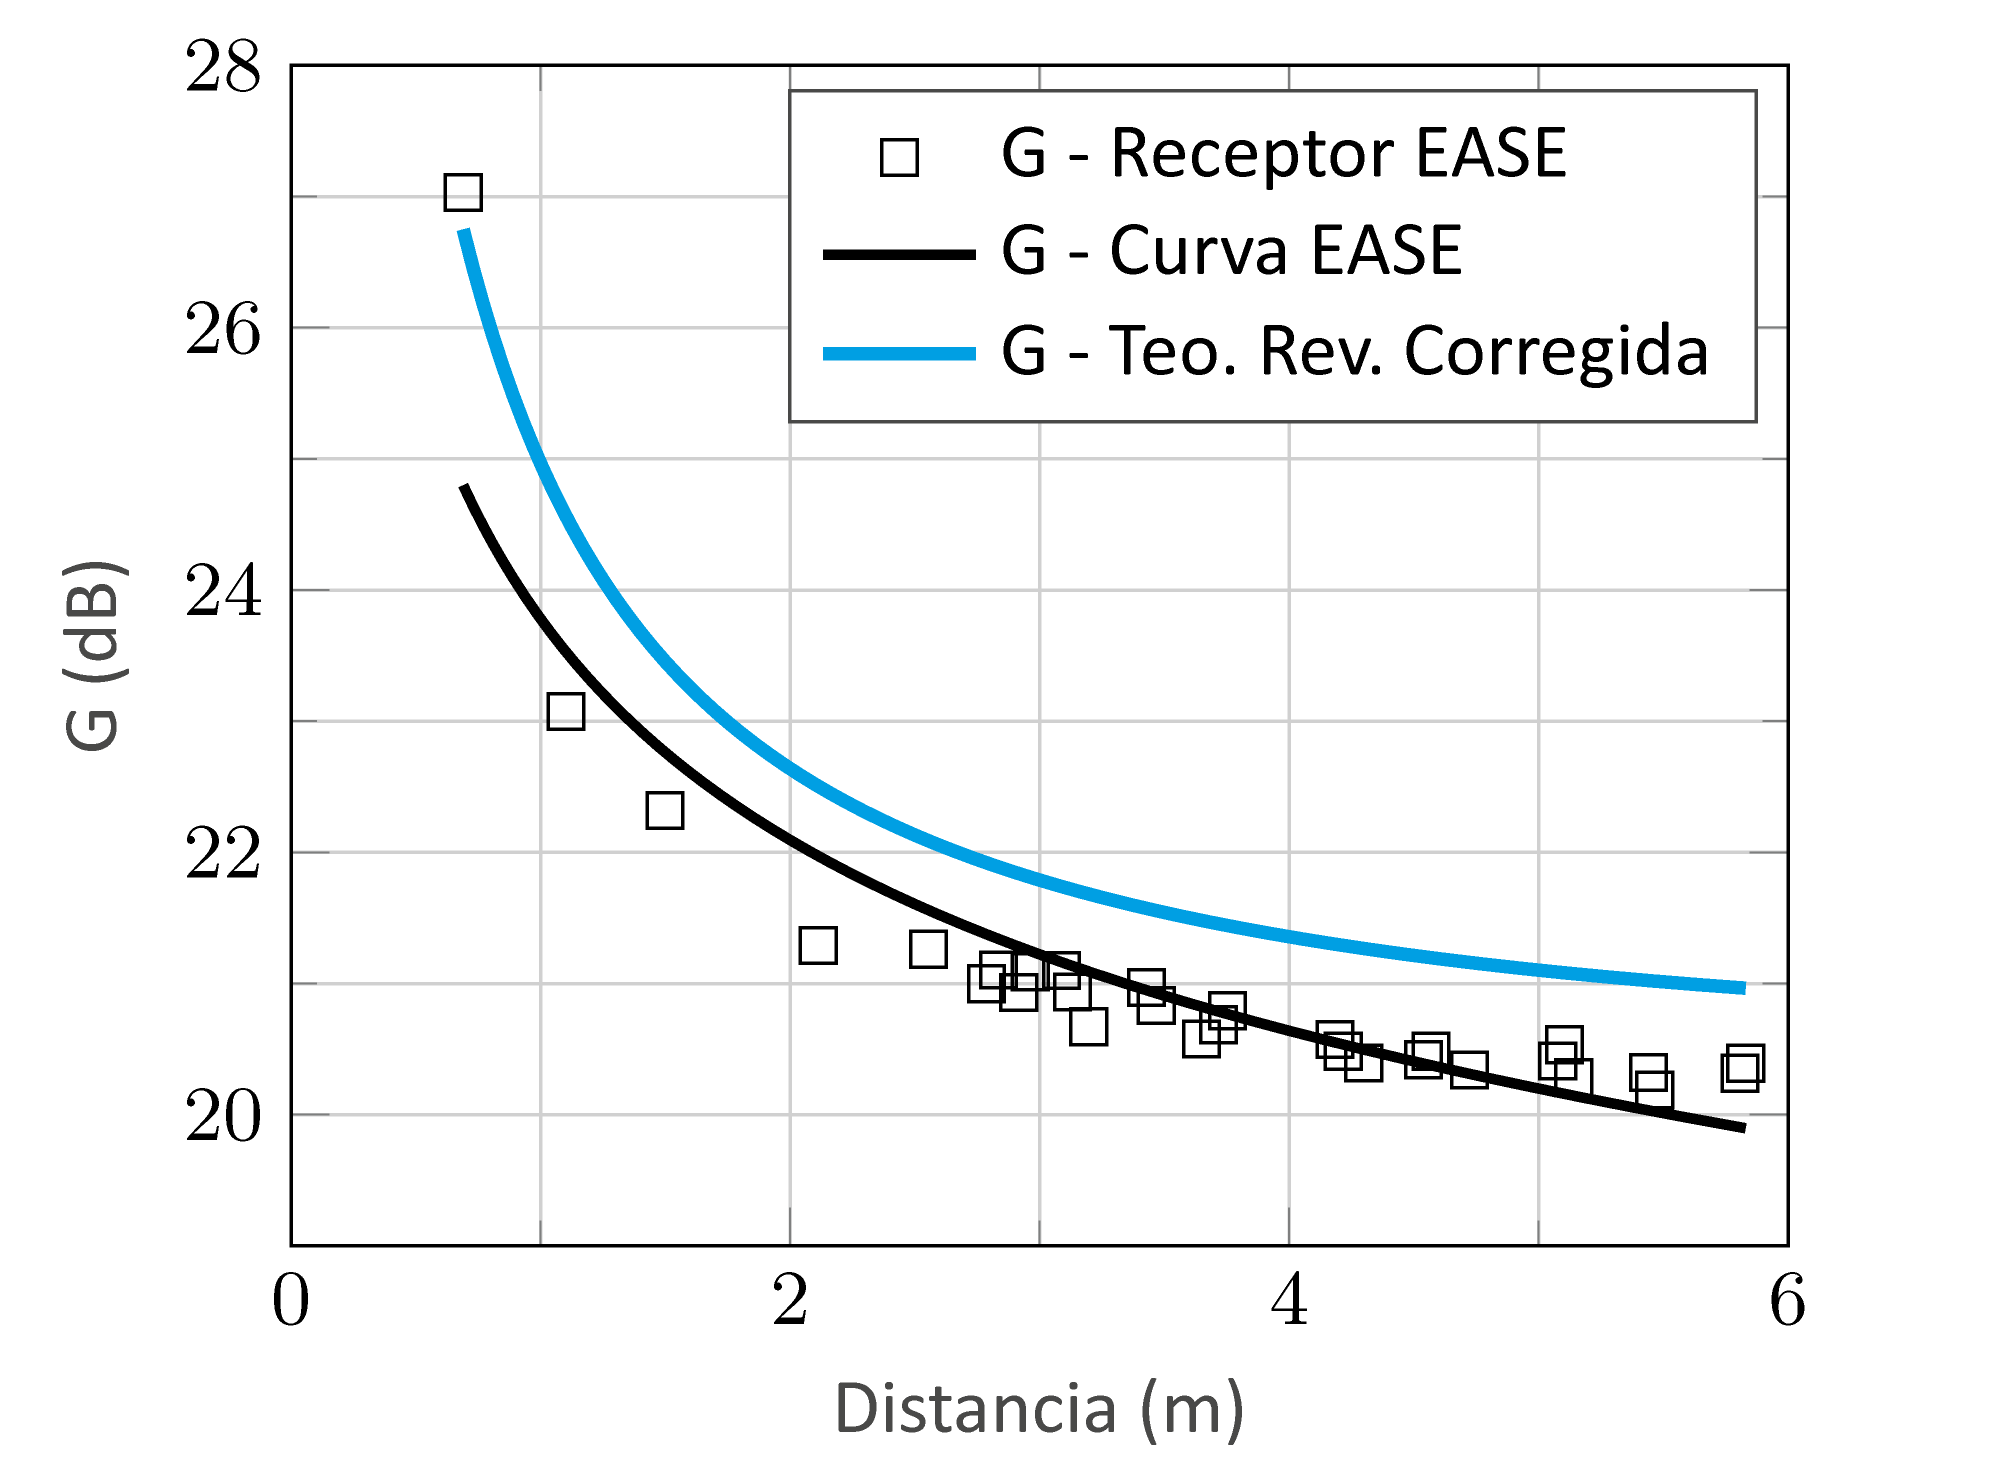 28
26
24
22
20
G (dB)
G - Receptor EASE
G - Curva EASE
G - Teo. Rev. Corregida
0 2 4 6
Distancia (m)